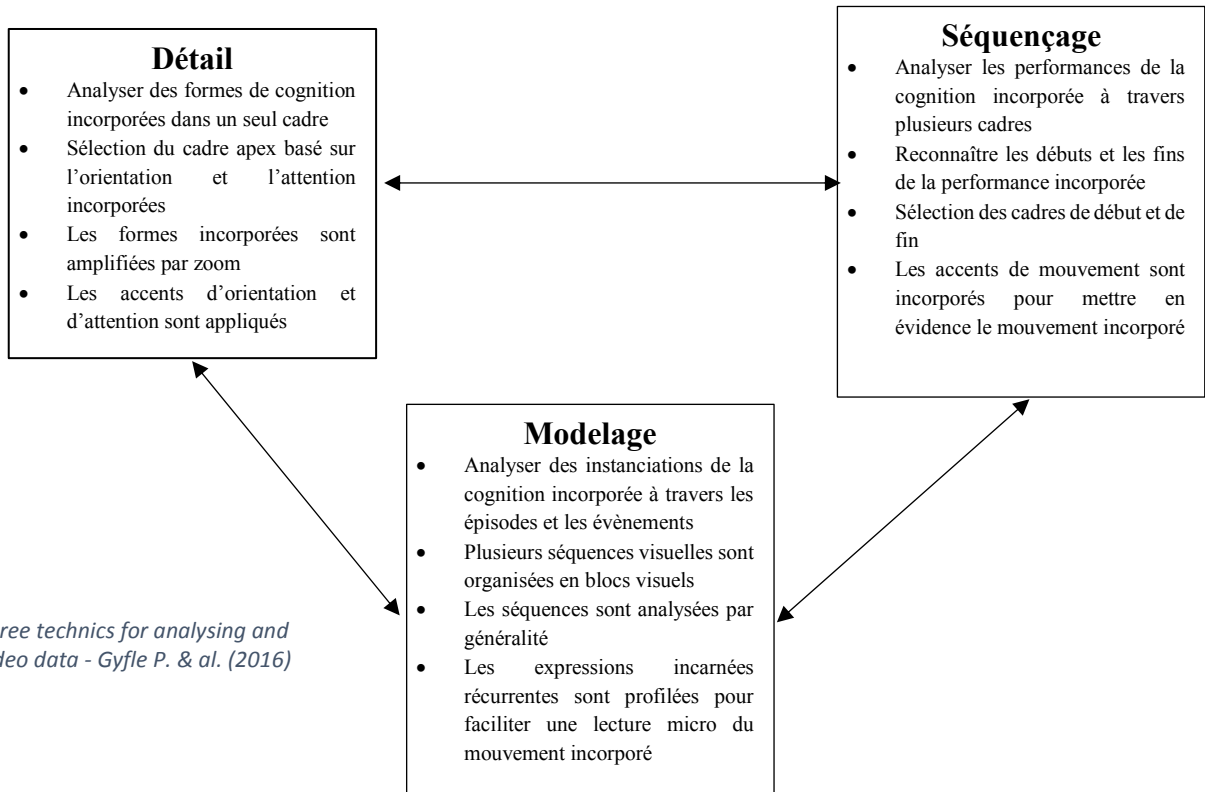 Détail
• Analyser des formes de cognition
incorporées dans un seul cadre
• Sélection du cadre apex basé sur
l’orientation et l’attention
incorporées
• Les formes incorporées sont
amplifiées par zoom
• Les accents d’orientation et
d’attention sont appliqués
Séquençage
• Analyser les performances de la
cognition incorporée à travers
plusieurs cadres
• Reconnaître les débuts et les fins
de la performance incorporée
• Sélection des cadres de début et de
fin
• Les accents de mouvement sont
incorporés pour mettre en
évidence le mouvement incorporé
Modelage
• Analyser des instanciations de la
cognition incorporée à travers les
épisodes et les évènements
• Plusieurs séquences visuelles sont
organisées en blocs visuels
• Les séquences sont analysées par
généralité
• Les expressions incarnées
récurrentes sont profilées pour
faciliter une lecture micro du
mouvement incorporé
ree technics for analysing and
deo data - Gyfle P. & al. (2016)